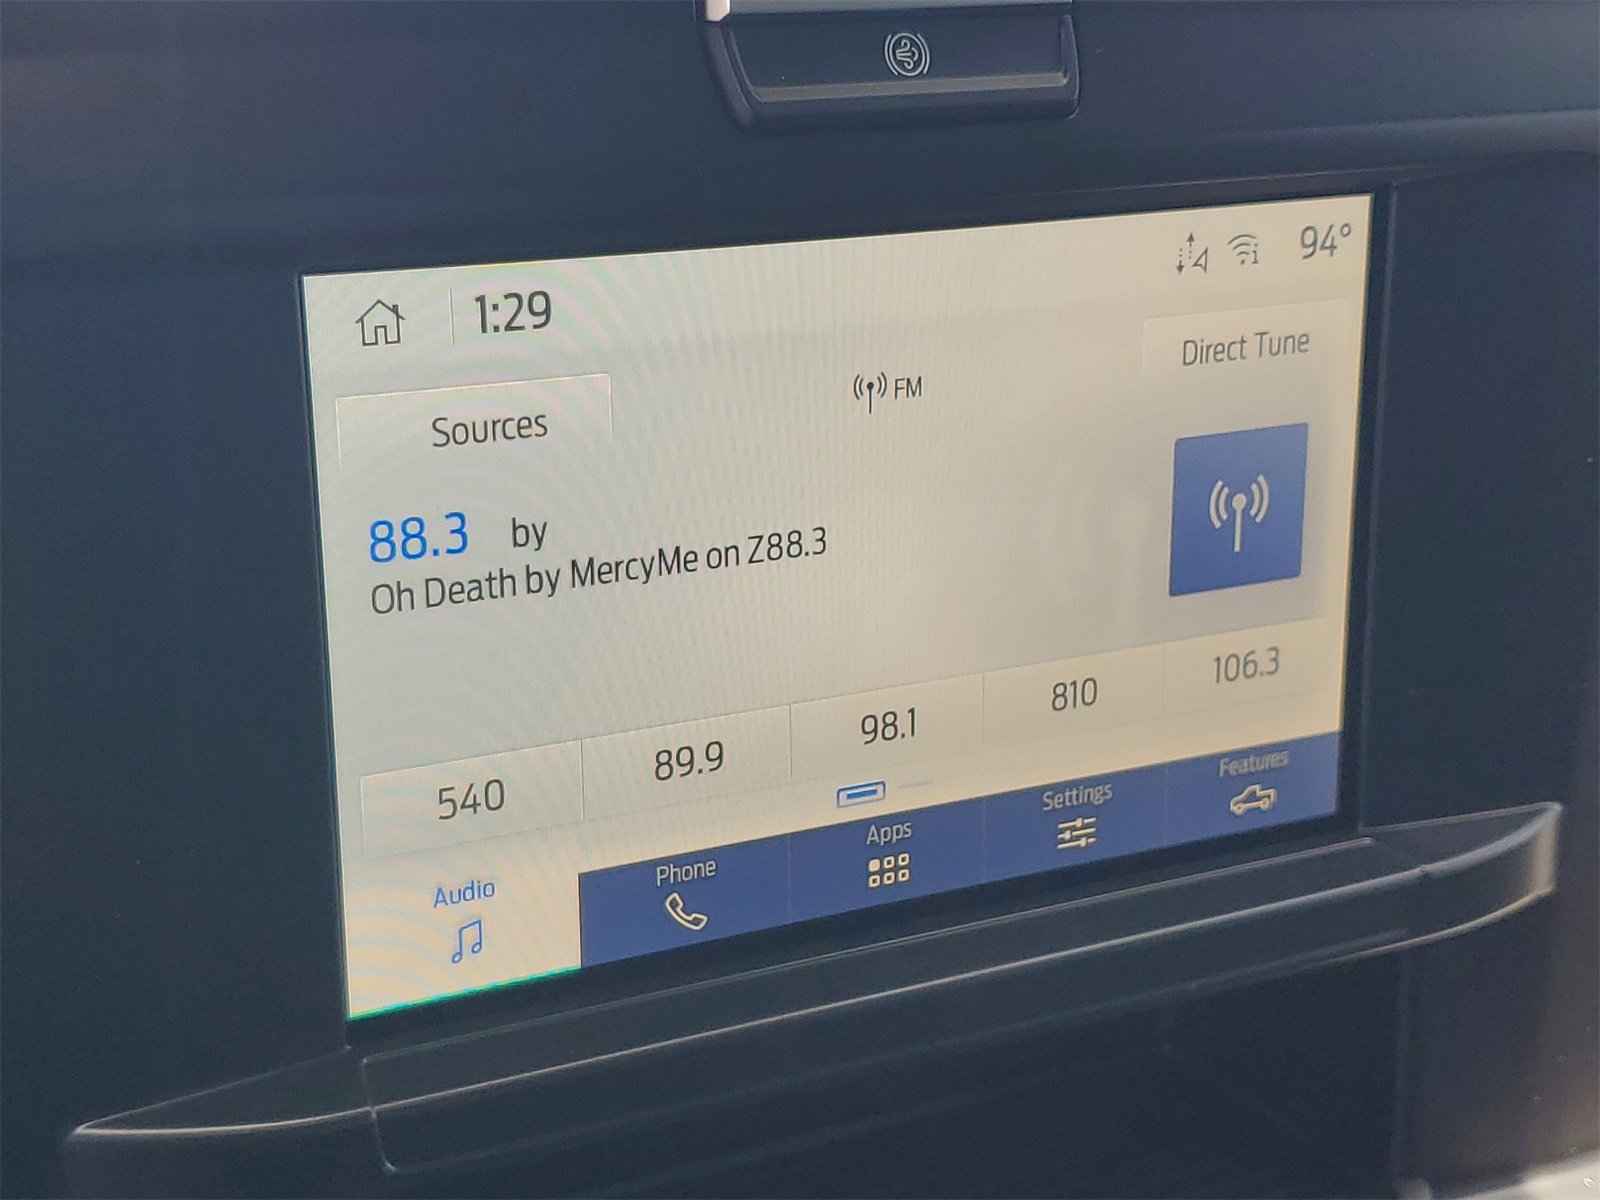 1:29
94°
Sources
FM
Direct Tune
88.3 by
Oh Death by MercyMe on Z88.3
540
89.9
98.1
810
106.3
Audio
Phone
Apps
Settings
Features